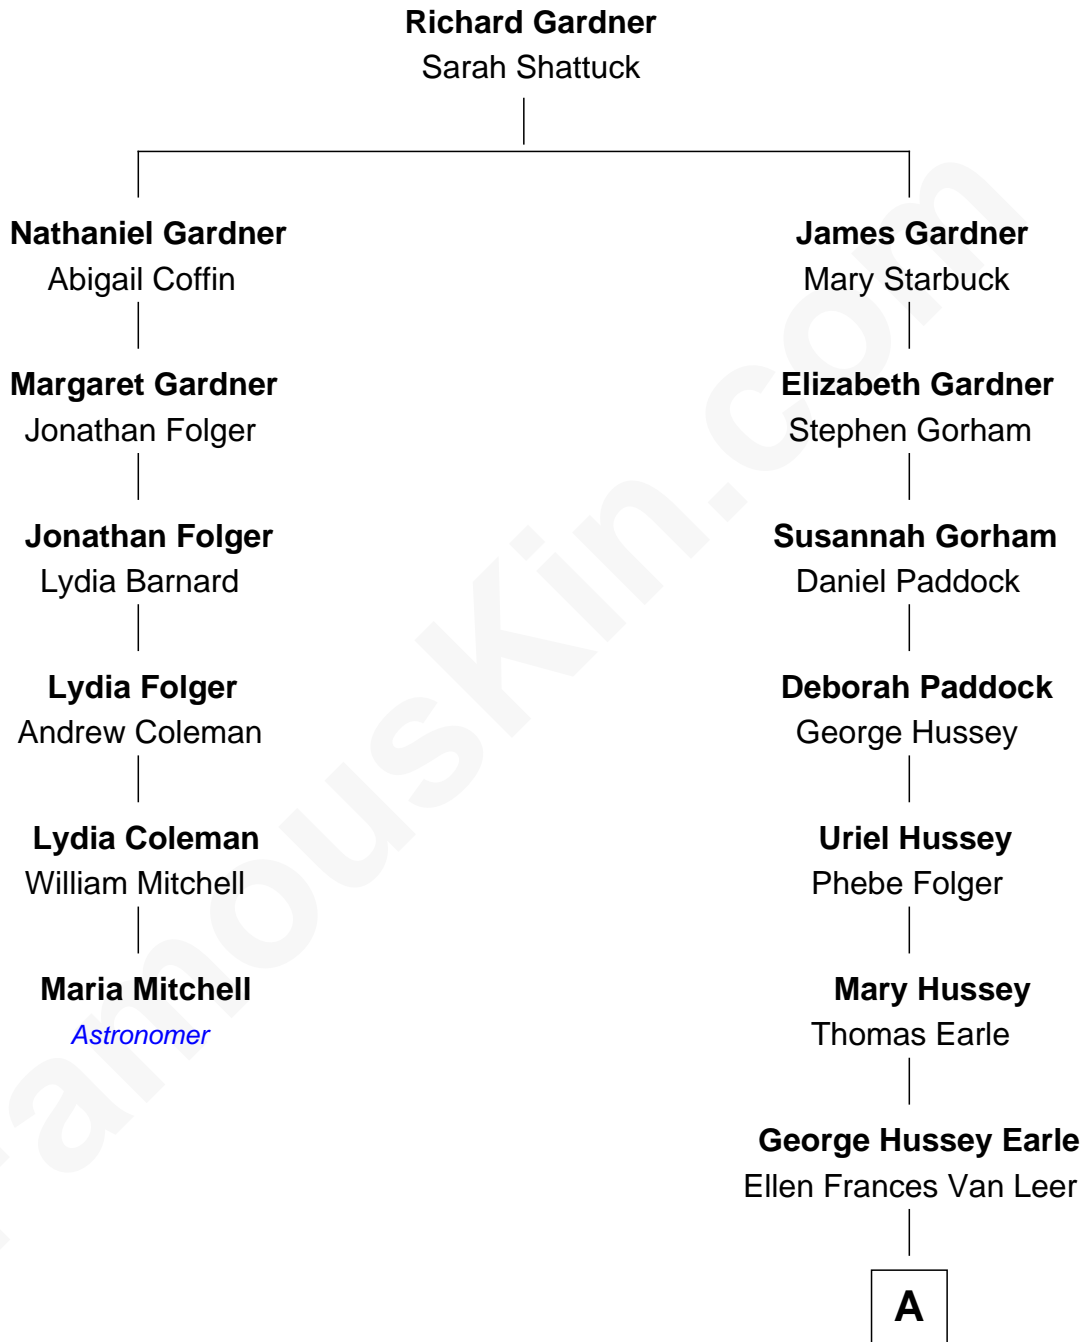 Richard Gardner
Sarah Shattuck
Nathaniel Gardner
Abigail Coffin
James Gardner
Mary Starbuck
Margaret Gardner
Jonathan Folger
Elizabeth Gardner
Stephen Gorham
Jonathan Folger
Lydia Barnard
Susannah Gorham
Daniel Paddock
Lydia Folger
Andrew Coleman
Deborah Paddock
George Hussey
Lydia Coleman
William Mitchell
Uriel Hussey
Phebe Folger
Maria Mitchell
Astronomer
Mary Hussey
Thomas Earle
George Hussey Earle
Ellen Frances Van Leer
A
FamousKin.com